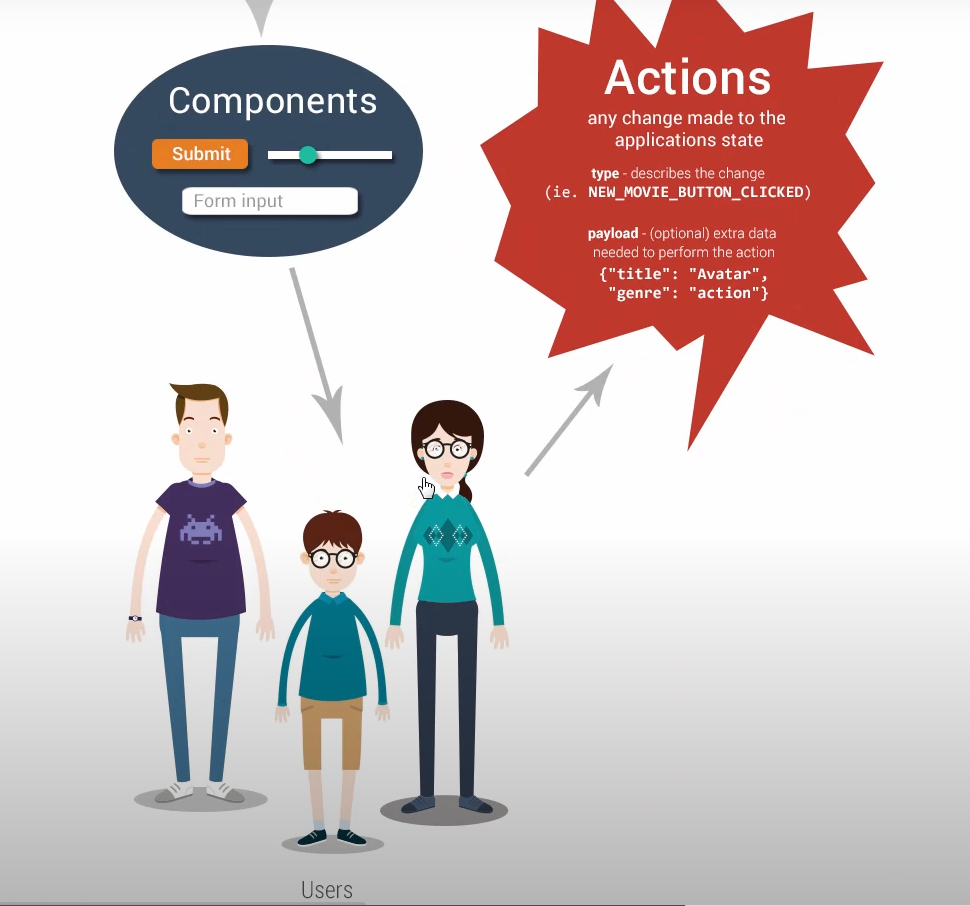 Components
Submit
Form input
Actions
any change made to the
applications state
type - describes the change
(ie. NEW_MOVIE_BUTTON_CLICKED)
payload - (optional) extra data
needed to perform the action
{"title": "Avatar",
"genre": "action"}
Users